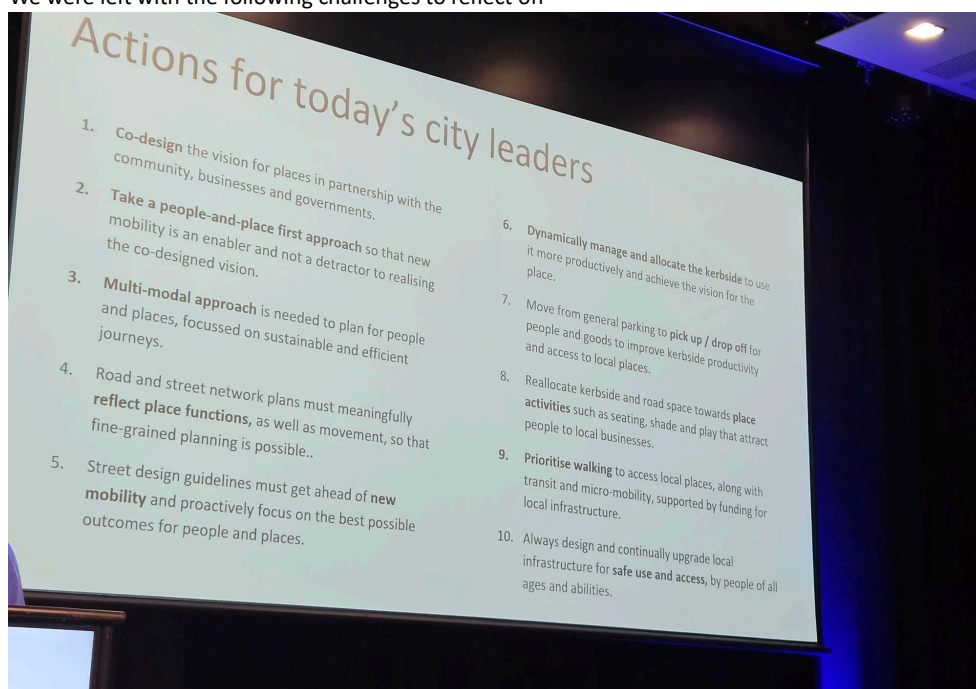 We were left with the following challenges to reflect on
Actions for today's city leaders
1. Co-design the vision for places in partnership with the
community, businesses and governments.
2. Take a people-and-place first approach so that new
mobility is an enabler and not a detractor to realising
the co-designed vision.
3. Multi-modal approach is needed to plan for people
and places, focussed on sustainable and efficient
journeys.
4. Road and street network plans must meaningfully
reflect place functions, as well as movement, so that
fine-grained planning is possible..
5. Street design guidelines must get ahead of new
mobility and proactively focus on the best possible
outcomes for people and places.
6. Dynamically manage and allocate the kerbside to use
it more productively and achieve the vision for the
place.
7. Move from general parking to pick up / drop off for
people and goods to improve kerbside productivity
and access to local places.
8. Reallocate kerbside and road space towards place
activities such as seating, shade and play that attract
people to local businesses.
9. Prioritise walking to access local places, along with
transit and micro-mobility, supported by funding for
local infrastructure.
10. Always design and continually upgrade local
infrastructure for safe use and access, by people of all
ages and abilities.